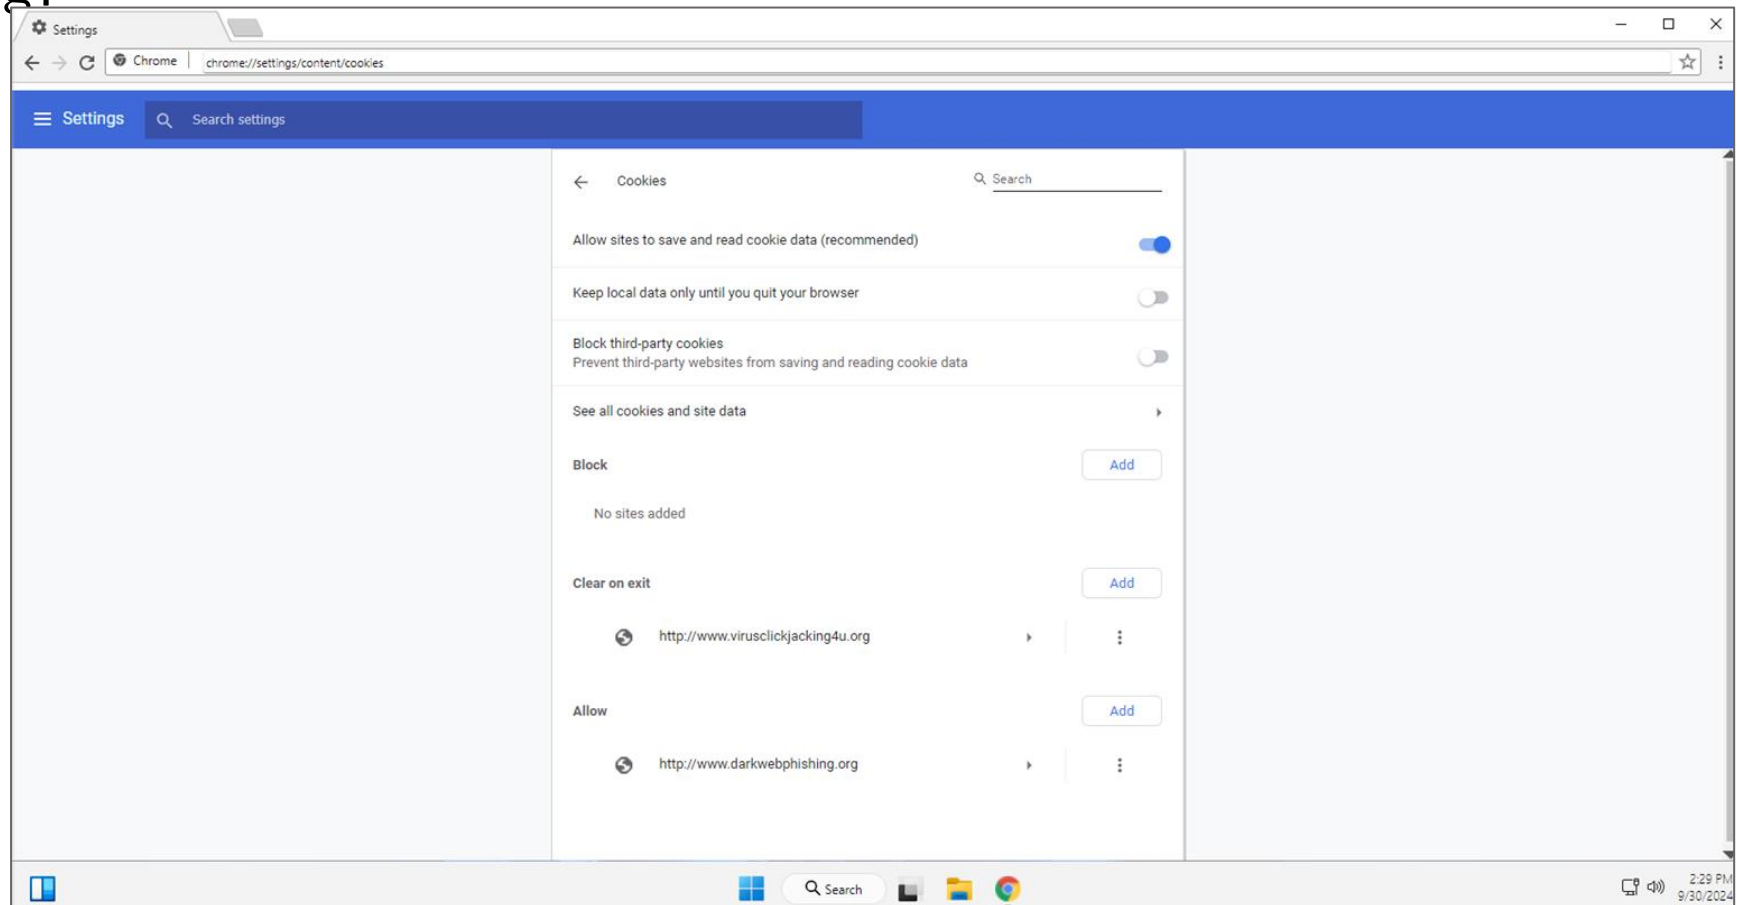 Settings
Chrome chrome://settings/content/cookies
Settings Search settings
Cookies Search
Allow sites to save and read cookie data (recommended)
Keep local data only until you quit your browser
Block third-party cookies
Prevent third-party websites from saving and reading cookie data
See all cookies and site data
Block Add
No sites added
Clear on exit Add
http://www.virusclickjacking4u.org
Allow Add
http://www.darkwebphishing.org
Search
2:29 PM
9/30/2024